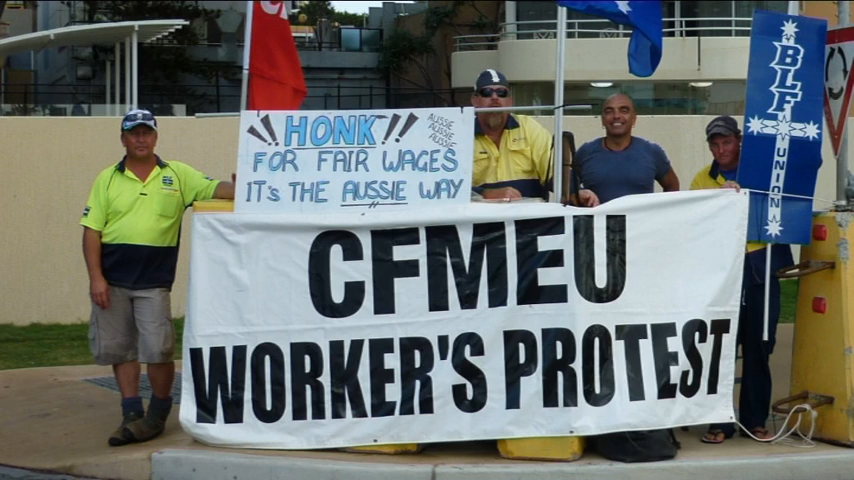 !! HONK !!
AUSSIE
AUSSIE
AUSSIE
FOR FAIR WAGES
IT'S THE AUSSIE WAY
CFMEU
WORKER'S PROTEST
BLF
UNION